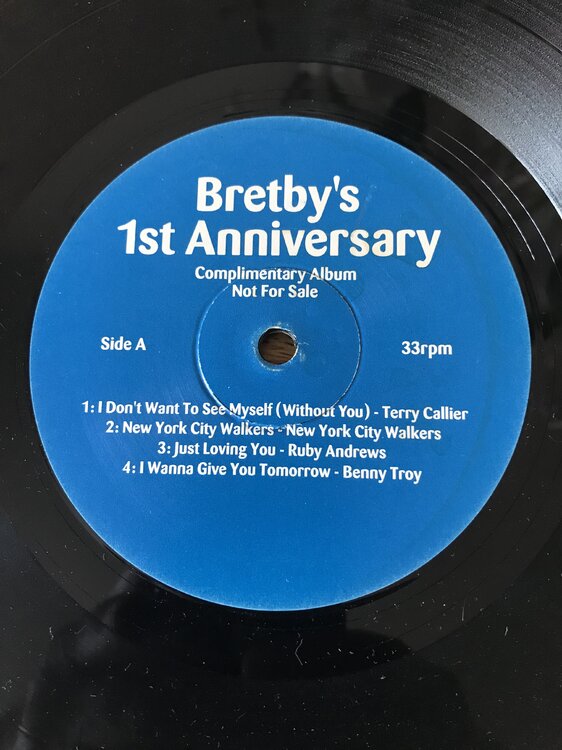 Bretby's
1st Anniversary
Complimentary Album
Not For Sale
Side A
33rpm
1: I Don't Want To See Myself (Without You) - Terry Callier
2: New York City Walkers - New York City Walkers
3: Just Loving You - Ruby Andrews
4: I Wanna Give You Tomorrow - Benny Troy